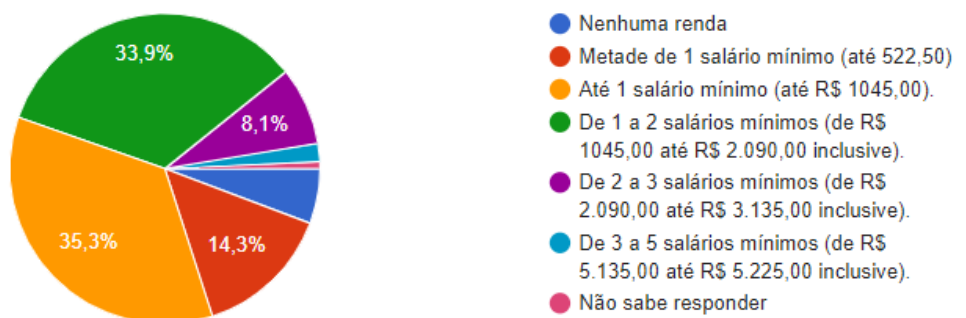 33,9%
8,1%
35,3%
14,3%
Nenhuma renda
Metade de 1 salário mínimo (até 522,50)
Até 1 salário mínimo (até R$ 1045,00).
De 1 a 2 salários mínimos (de R$
1045,00 até R$ 2.090,00 inclusive).
De 2 a 3 salários mínimos (de R$
2.090,00 até R$ 3.135,00 inclusive).
De 3 a 5 salários mínimos (de R$
5.135,00 até R$ 5.225,00 inclusive).
Não sabe responder